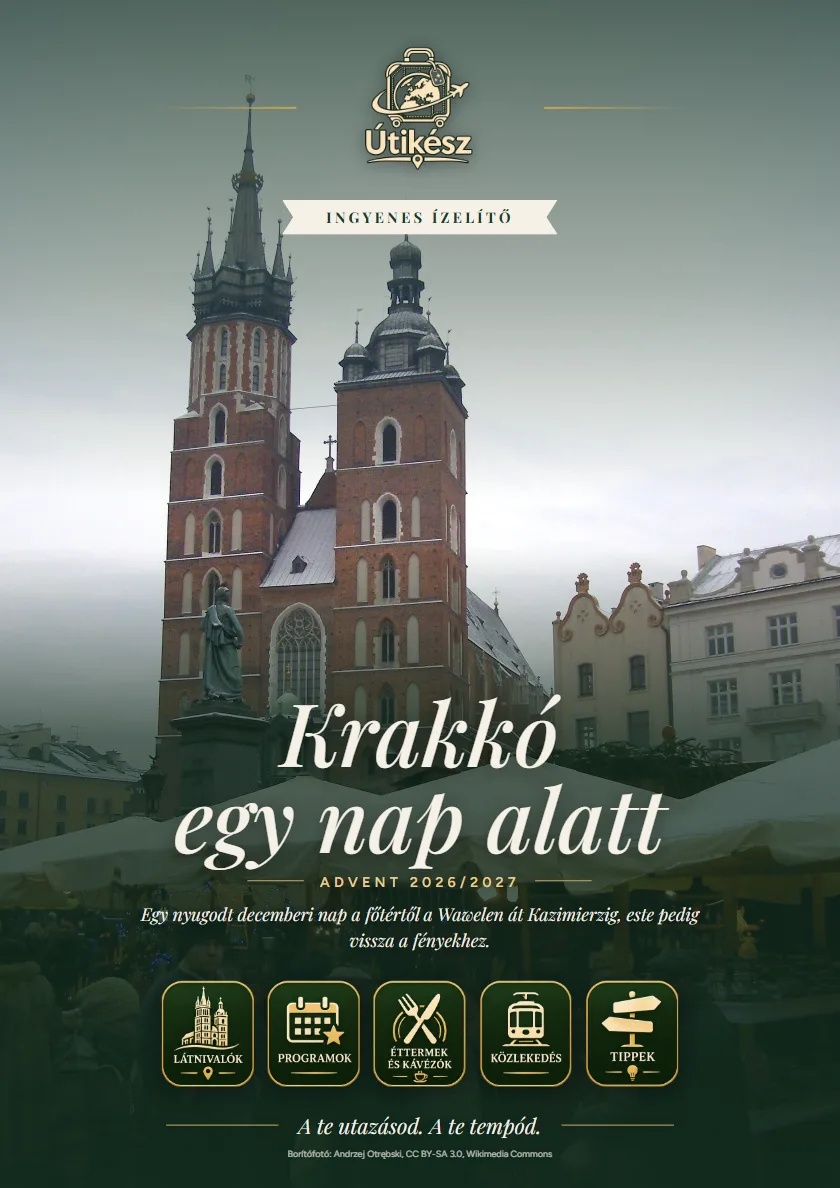 Útikész
INGYENES ÍZELÍTŐ
Krakkó
egy nap alatt
ADVENT 2026/2027
Egy nyugodt decemberi nap a főtértől a Wawelen át Kazimierzig, este pedig
vissza a fényekhez.
LÁTNIVALÓK
PROGRAMOK
ÉTTERMEK
ÉS KÁVÉZÓK
KÖZLEKEDÉS
TIPPEK
A te utazásod. A te tempód.
Borítófotó: Andrzej Otrębski, CC BY-SA 3.0, Wikimedia Commons